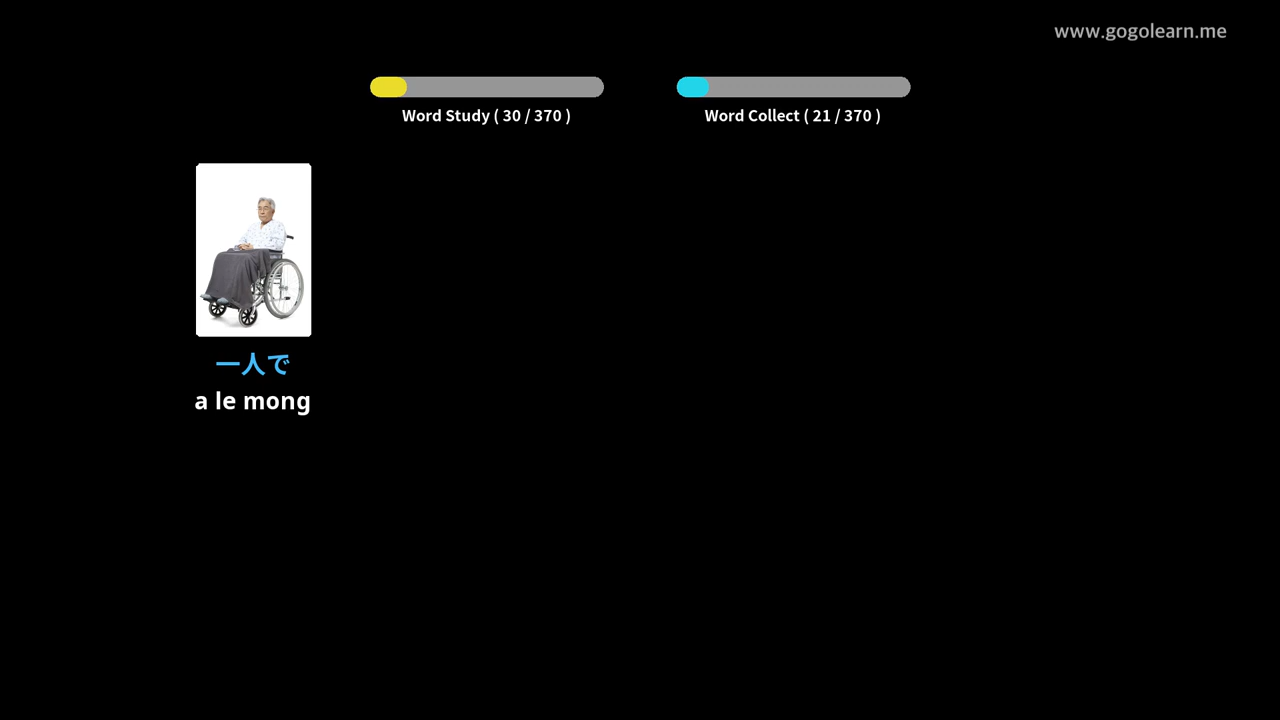 www.gogolearn.me
Word Study ( 30 / 370 )
Word Collect ( 21 / 370 )
一人で
a le mong